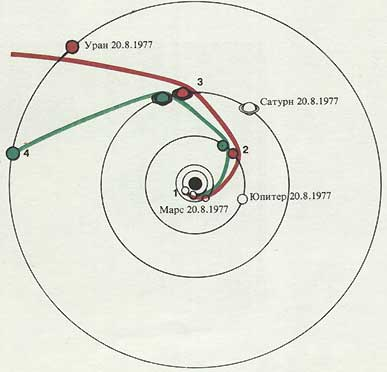 Уран 20.8.1977
3
Сатурн 20.8.1977
4
2
1
Юпитер 20.8.1977
Марс 20.8.1977